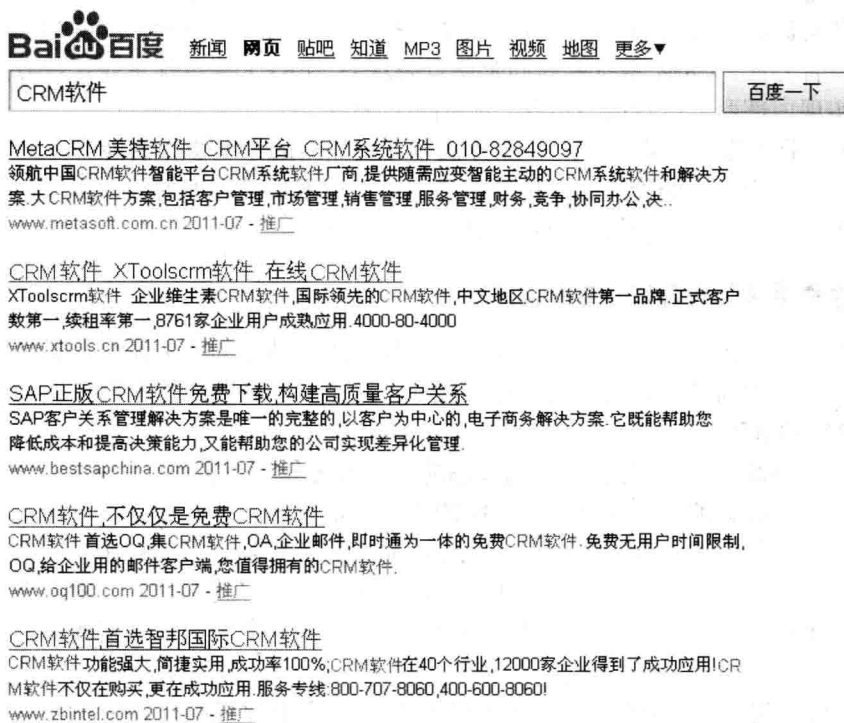 Bai du 百度 新闻 网页 贴吧 知道 MP3 图片 视频 地图 更多▼
CRM软件 百度一下
MetaCRM 美特软件 CRM平台 CRM系统软件 010-82849097
领航中国CRM软件智能平台CRM系统软件厂商,提供随需应变智能主动的CRM系统软件和解决方
案.大CRM软件方案,包括客户管理,市场管理,销售管理,服务管理,财务,竞争,协同办公,决..
www.metasoft.com.cn 2011-07 - 推广
CRM软件 XToolscrm软件 在线CRM软件
XToolscrm软件 企业维生素CRM软件,国际领先的CRM软件,中文地区CRM软件第一品牌.正式客户
数第一,续租率第一,8761家企业用户成熟应用.4000-80-4000
www.xtools.cn 2011-07 - 推广
SAP正版CRM软件免费下载,构建高质量客户关系
SAP客户关系管理解决方案是唯一的完整的,以客户为中心的,电子商务解决方案.它既能帮助您
降低成本和提高决策能力,又能帮助您的公司实现差异化管理.
www.bestsapchina.com 2011-07 - 推广
CRM软件,不仅仅是免费CRM软件
CRM软件 首选OQ,集CRM软件,OA,企业邮件,即时通为一体的免费CRM软件.免费无用户时间限制,
OQ,给企业用的邮件客户端,您值得拥有的CRM软件.
www.oq100.com 2011-07 - 推广
CRM软件,首选智邦国际CRM软件
CRM软件功能强大,简捷实用,成功率100%;CRM软件在40个行业,12000家企业得到了成功应用!CR
M软件不仅在购买,更在成功应用.服务专线:800-707-8060,400-600-8060!
www.zbintel.com 2011-07 - 推广